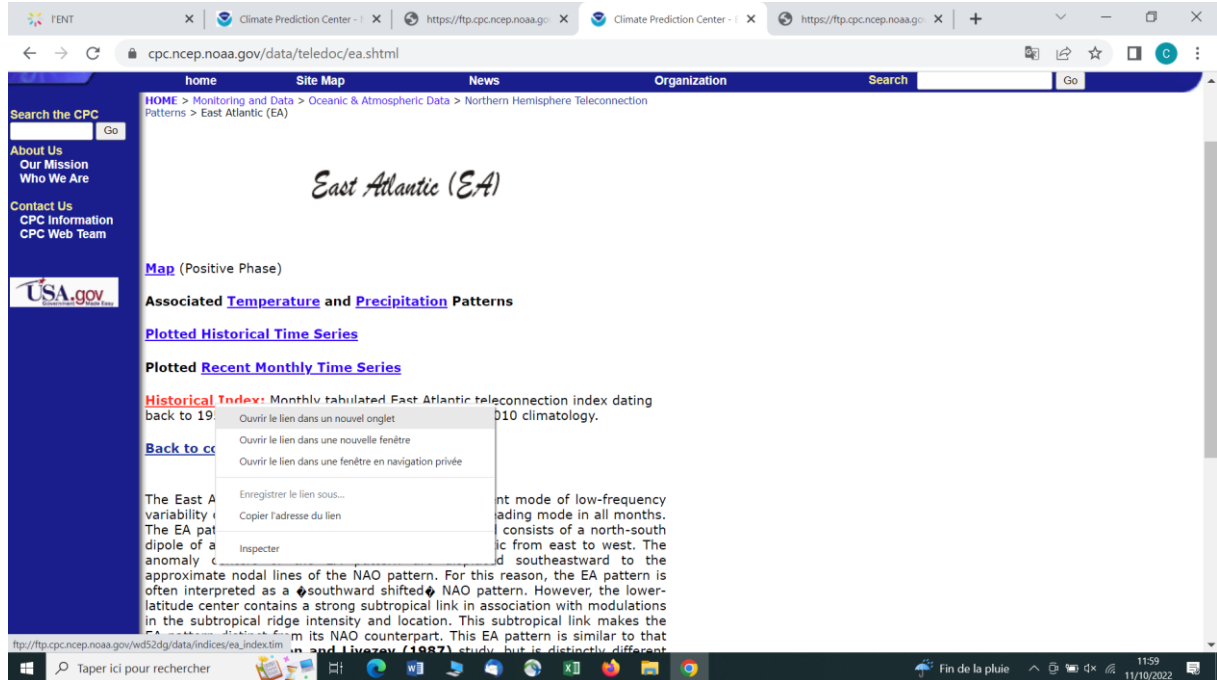 l'ENT
Climate Prediction Center -
https://ftp.cpc.ncep.noaa.go
Climate Prediction Center -
https://ftp.cpc.ncep.noaa.go
cpc.ncep.noaa.gov/data/teledoc/ea.shtml
C
home Site Map News Organization Search Go
HOME > Monitoring and Data > Oceanic & Atmospheric Data > Northern Hemisphere Teleconnection
Patterns > East Atlantic (EA)
Search the CPC
Go
About Us
Our Mission
Who We Are
Contact Us
CPC Information
CPC Web Team
USA.gov
Government Made Easy
East Atlantic (EA)
Map (Positive Phase)
Associated Temperature and Precipitation Patterns
Plotted Historical Time Series
Plotted Recent Monthly Time Series
Historical Index: Monthly tabulated East Atlantic teleconnection index dating
back to 19 010 climatology.
Back to co
Ouvrir le lien dans un nouvel onglet
Ouvrir le lien dans une nouvelle fenêtre
Ouvrir le lien dans une fenêtre en navigation privée
Enregistrer le lien sous...
Copier l'adresse du lien
Inspecter
The East A nt mode of low-frequency
variability ading mode in all months.
The EA pat consists of a north-south
dipole of a ic from east to west. The
anomaly southeastward to the
approximate nodal lines of the NAO pattern. For this reason, the EA pattern is
often interpreted as a �southward shifted� NAO pattern. However, the lower-
latitude center contains a strong subtropical link in association with modulations
in the subtropical ridge intensity and location. This subtropical link makes the
EA pattern distinct from its NAO counterpart. This EA pattern is similar to that
and Livezey (1987) study, but is distinctly different
ftp://ftp.cpc.ncep.noaa.gov/wd52dg/data/indices/ea_index.tim
Taper ici pour rechercher
Fin de la pluie
11:59
11/10/2022